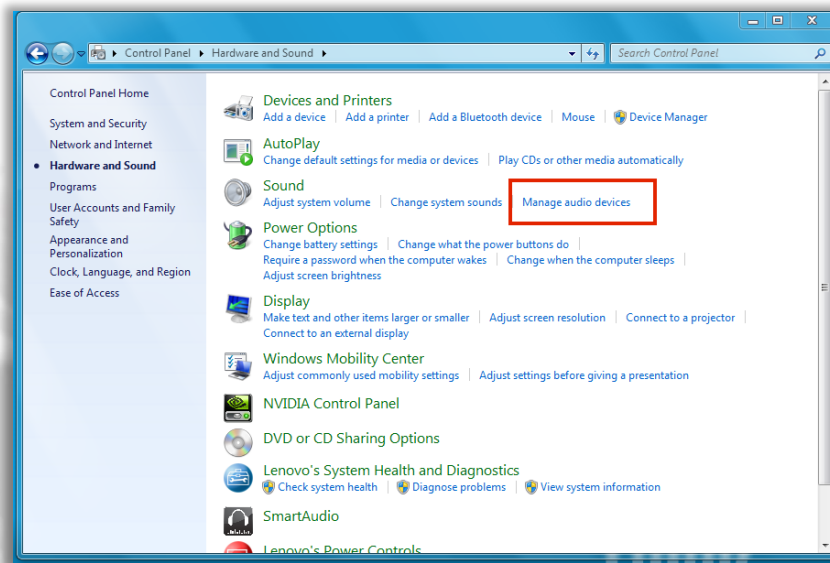 Control Panel ▸ Hardware and Sound ▸
Search Control Panel
Control Panel Home
System and Security
Network and Internet
• Hardware and Sound
Programs
User Accounts and Family
Safety
Appearance and
Personalization
Clock, Language, and Region
Ease of Access
Devices and Printers
Add a device | Add a printer | Add a Bluetooth device | Mouse | Device Manager
AutoPlay
Change default settings for media or devices | Play CDs or other media automatically
Sound
Adjust system volume | Change system sounds | Manage audio devices
Power Options
Change battery settings | Change what the power buttons do |
Require a password when the computer wakes | Change when the computer sleeps |
Adjust screen brightness
Display
Make text and other items larger or smaller | Adjust screen resolution | Connect to a projector |
Connect to an external display
Windows Mobility Center
Adjust commonly used mobility settings | Adjust settings before giving a presentation
NVIDIA Control Panel
DVD or CD Sharing Options
Lenovo's System Health and Diagnostics
Check system health | Diagnose problems | View system information
SmartAudio
Lenovo's Power Controls